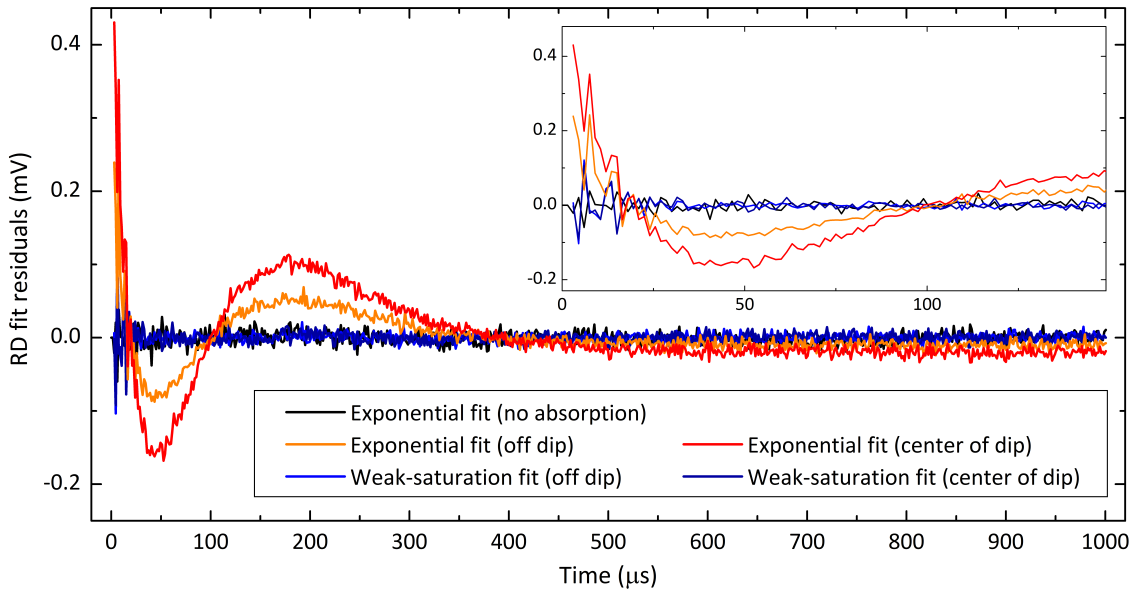 RD fit residuals (mV)
0.4
0.2
0.0
-0.2
0.4
0.2
0.0
-0.2
0 50 100
Exponential fit (no absorption)
Exponential fit (off dip) Exponential fit (center of dip)
Weak-saturation fit (off dip) Weak-saturation fit (center of dip)
0 100 200 300 400 500 600 700 800 900 1000
Time (μs)